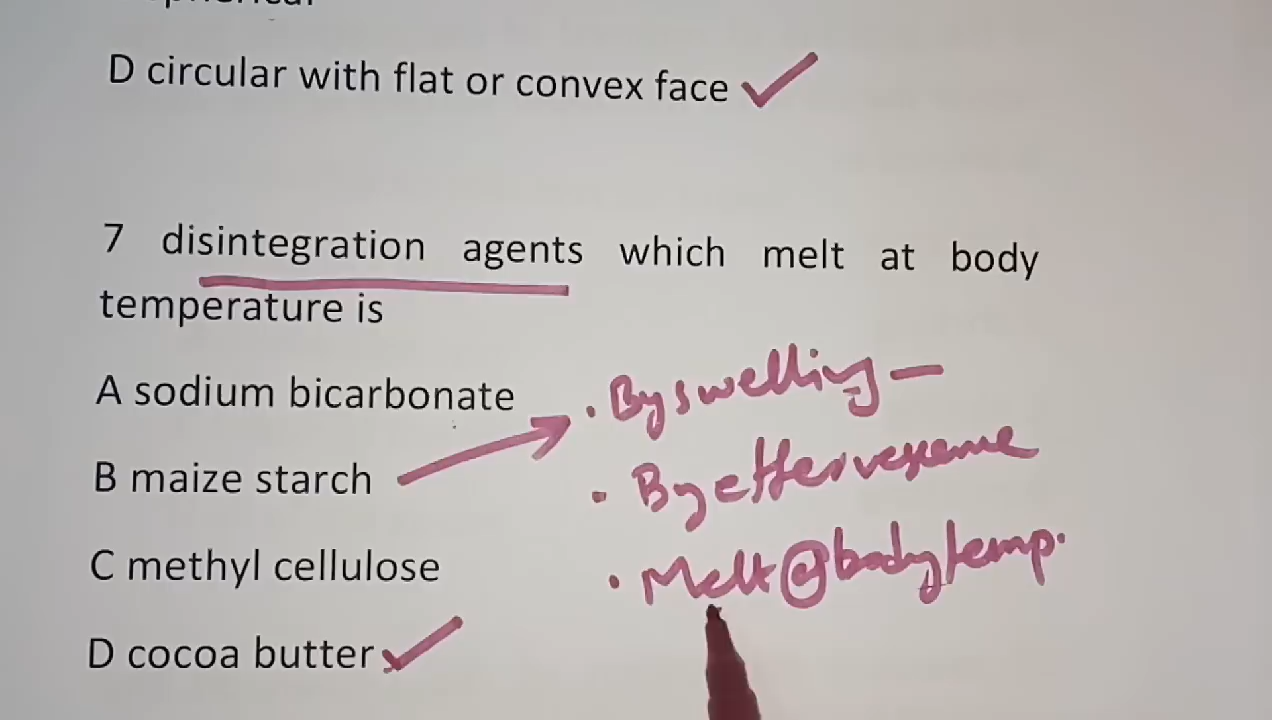 D circular with flat or convex face
7 disintegration agents which melt at body
temperature is
A sodium bicarbonate
· By swelling –
B maize starch
· By effervescence
C methyl cellulose
· Melt @ body temp.
D cocoa butter